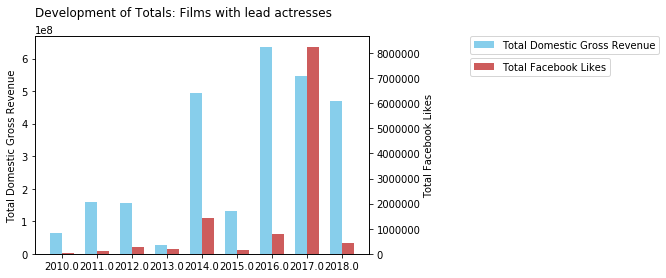 Development of Totals: Films with lead actresses
1e8
Total Domestic Gross Revenue
0
1
2
3
4
5
6
Total Facebook Likes
0
1000000
2000000
3000000
4000000
5000000
6000000
7000000
8000000
2010.0 2011.0 2012.0 2013.0 2014.0 2015.0 2016.0 2017.0 2018.0
Total Domestic Gross Revenue
Total Facebook Likes